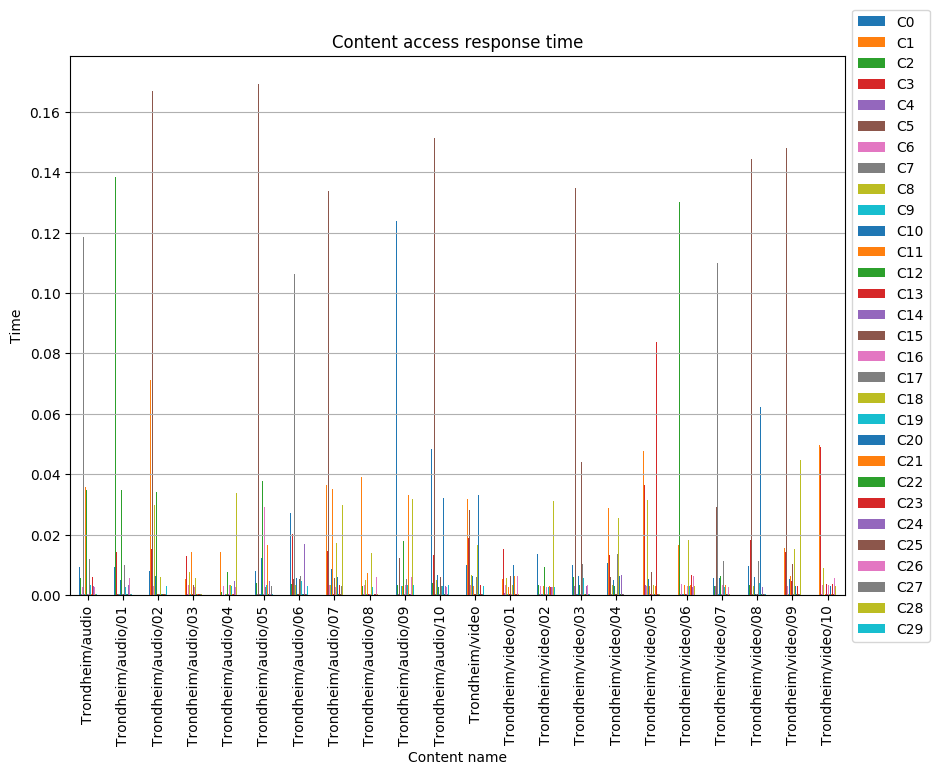 Content access response time
Time
0.16
0.14
0.12
0.10
0.08
0.06
0.04
0.02
0.00
Trondheim/audio
Trondheim/audio/01
Trondheim/audio/02
Trondheim/audio/03
Trondheim/audio/04
Trondheim/audio/05
Trondheim/audio/06
Trondheim/audio/07
Trondheim/audio/08
Trondheim/audio/09
Trondheim/audio/10
Trondheim/video
Trondheim/video/01
Trondheim/video/02
Trondheim/video/03
Trondheim/video/04
Trondheim/video/05
Trondheim/video/06
Trondheim/video/07
Trondheim/video/08
Trondheim/video/09
Trondheim/video/10
Content name
C0
C1
C2
C3
C4
C5
C6
C7
C8
C9
C10
C11
C12
C13
C14
C15
C16
C17
C18
C19
C20
C21
C22
C23
C24
C25
C26
C27
C28
C29